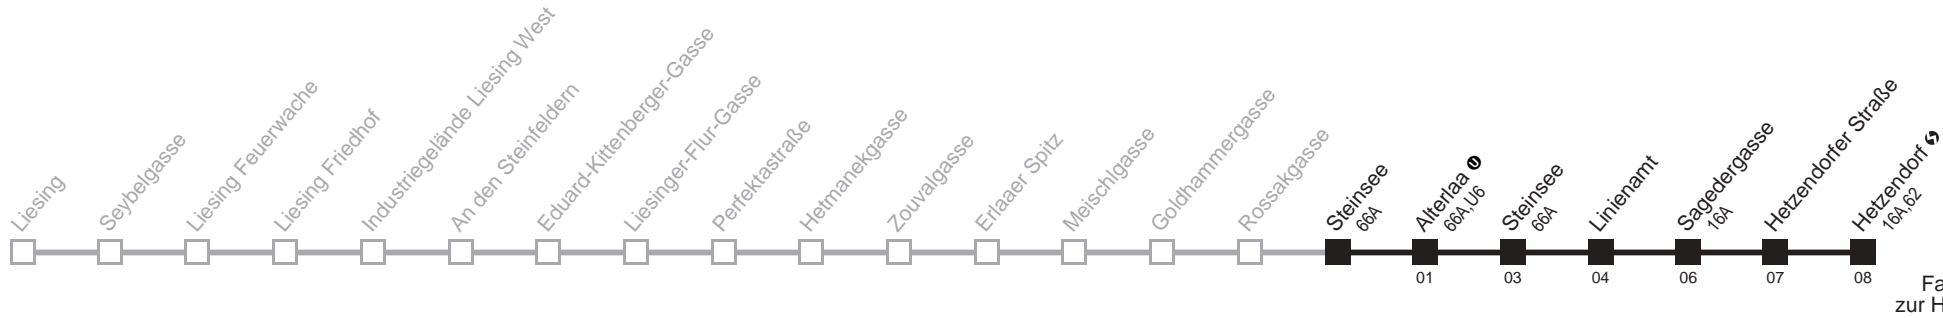 Liesing
Seybelgasse
Liesing Feuerwache
Liesing Friedhof
Industriegelände Liesing West
An den Steinfeldern
Eduard-Kittenberger-Gasse
Liesinger-Flur-Gasse
Perfektastraße
Hetmanekgasse
Zouvalgasse
Erlaaer Spitz
Meischlgasse
Goldhammergasse
Rossakgasse
Steinsee
66A
Alterlaa U
66A,U6
01
Steinsee
66A
03
Linienamt
04
Sagedergasse
16A
06
Hetzendorfer Straße
07
Hetzendorf
16A,62
08
Fa
zur H